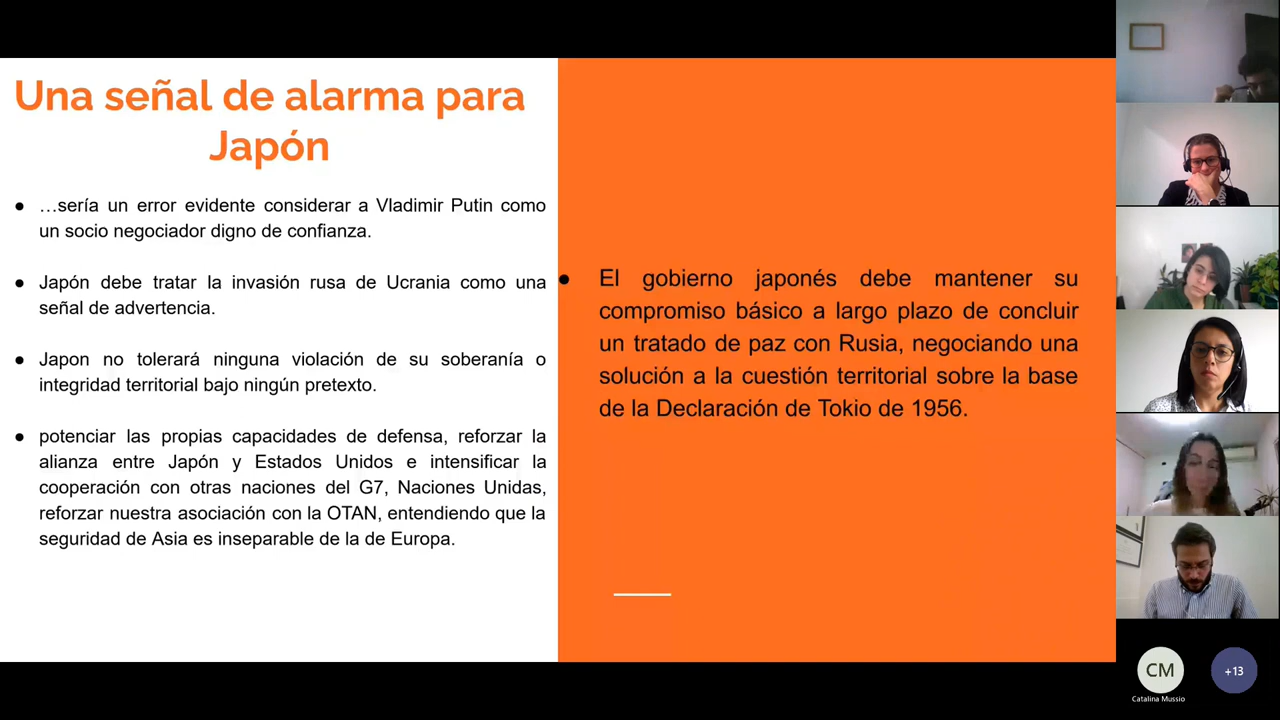 Una señal de alarma para
Japón
● …sería un error evidente considerar a Vladimir Putin como
un socio negociador digno de confianza.
● Japón debe tratar la invasión rusa de Ucrania como una
señal de advertencia.
● Japon no tolerará ninguna violación de su soberanía o
integridad territorial bajo ningún pretexto.
● potenciar las propias capacidades de defensa, reforzar la
alianza entre Japón y Estados Unidos e intensificar la
cooperación con otras naciones del G7, Naciones Unidas,
reforzar nuestra asociación con la OTAN, entendiendo que la
seguridad de Asia es inseparable de la de Europa.
● El gobierno japonés debe mantener su
compromiso básico a largo plazo de concluir
un tratado de paz con Rusia, negociando una
solución a la cuestión territorial sobre la base
de la Declaración de Tokio de 1956.
CM
Catalina Mussio
+13